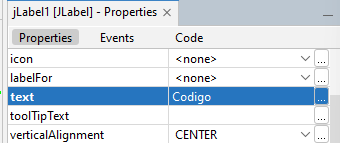 jLabel1 [JLabel] - Properties
Properties Events Code
icon <none> ...
labelFor <none> ...
text Codigo ...
toolTipText ...
verticalAlignment CENTER ...